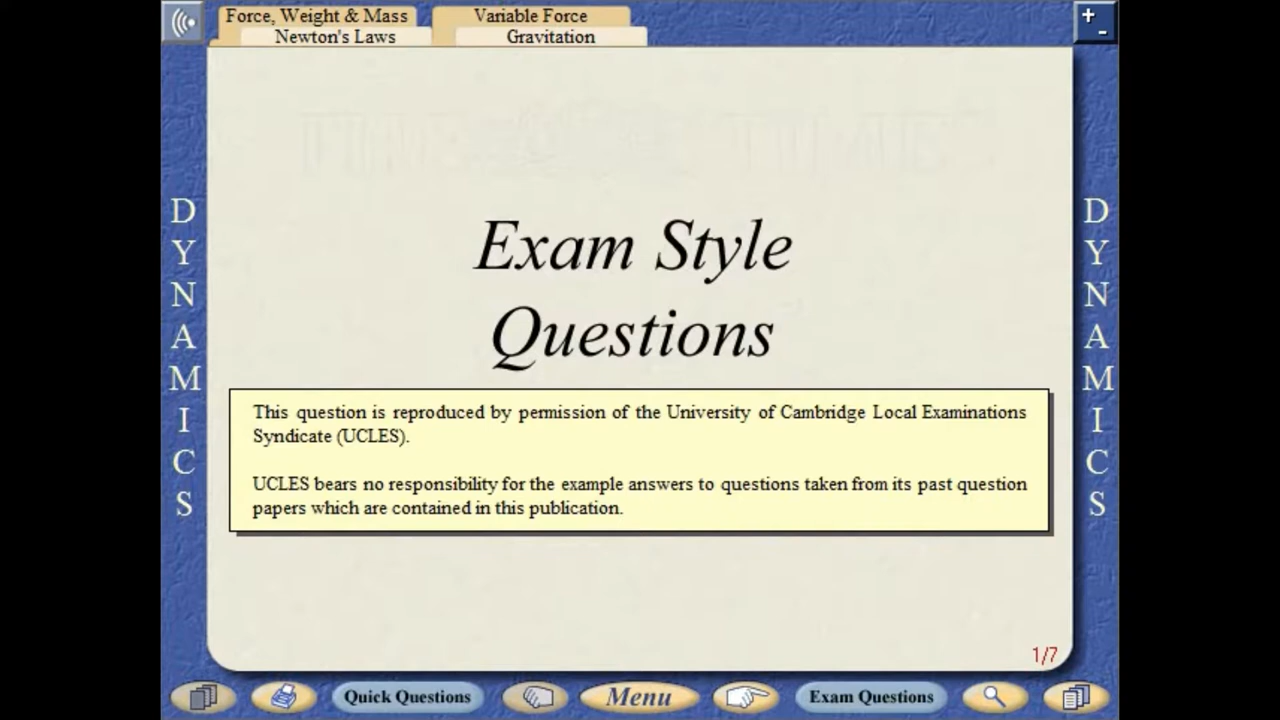 Force, Weight & Mass
Variable Force
Newton's Laws
Gravitation
+
-
DYNAMICS
DYNAMICS
Exam Style
Questions
This question is reproduced by permission of the University of Cambridge Local Examinations
Syndicate (UCLES).
UCLES bears no responsibility for the example answers to questions taken from its past question
papers which are contained in this publication.
1/7
Quick Questions
Menu
Exam Questions